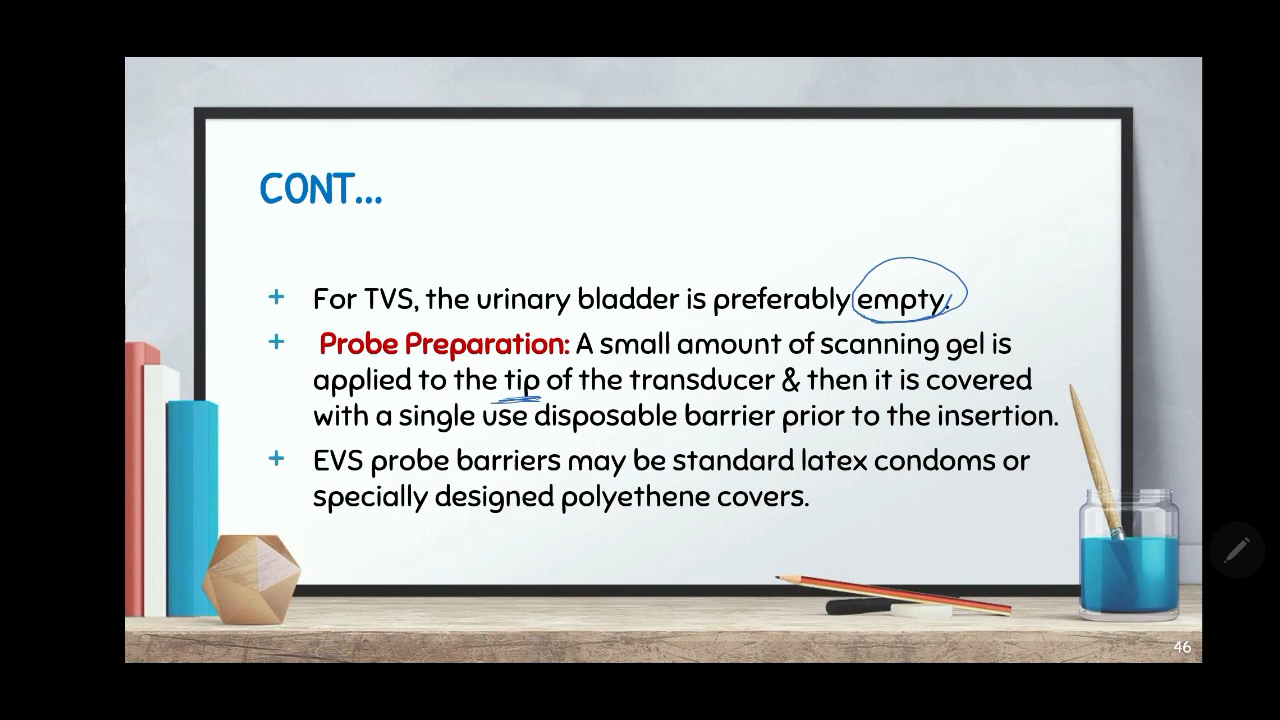 CONT...
+ For TVS, the urinary bladder is preferably empty.
+ Probe Preparation: A small amount of scanning gel is
applied to the tip of the transducer & then it is covered
with a single use disposable barrier prior to the insertion.
+ EVS probe barriers may be standard latex condoms or
specially designed polyethene covers.
46